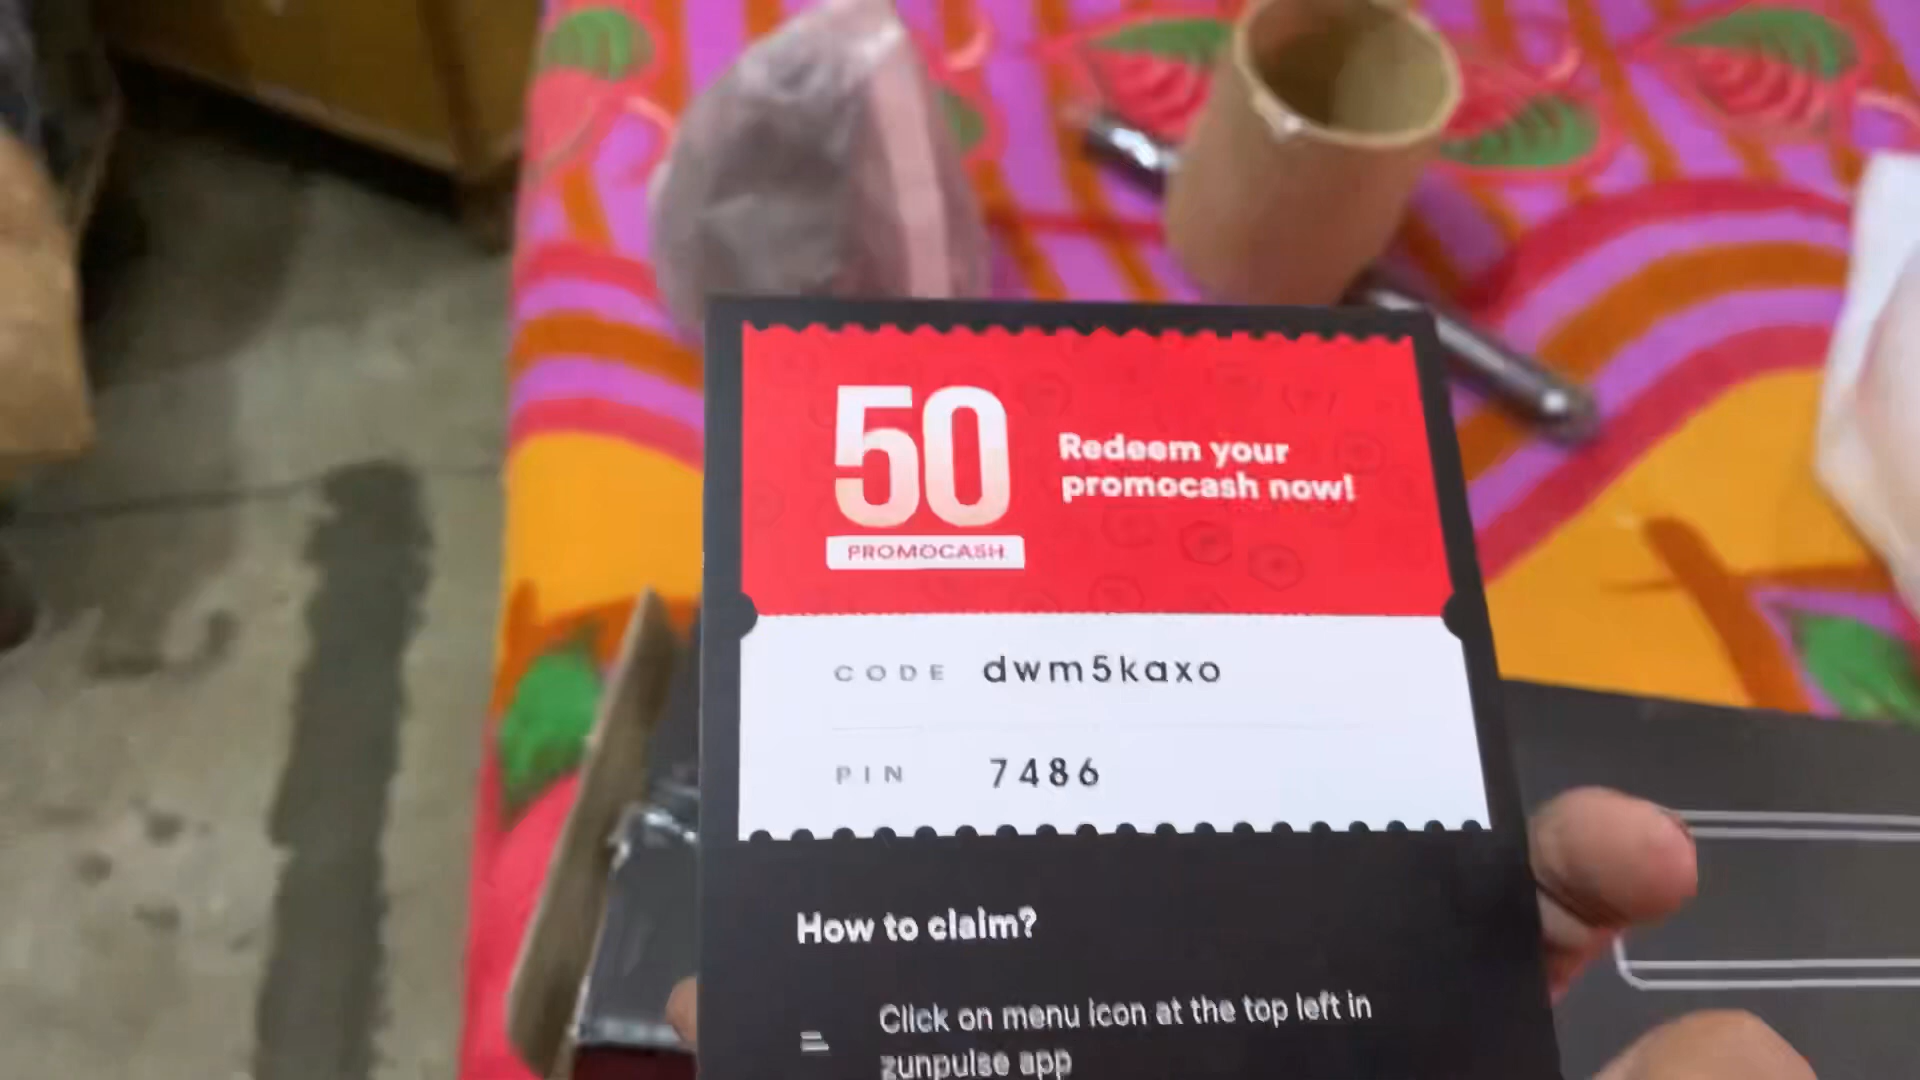 50
Redeem your
promocash now!
PROMOCASH
CODE dwm5kaxo
PIN 7486
How to claim?
Click on menu icon at the top left in
zunpulse app